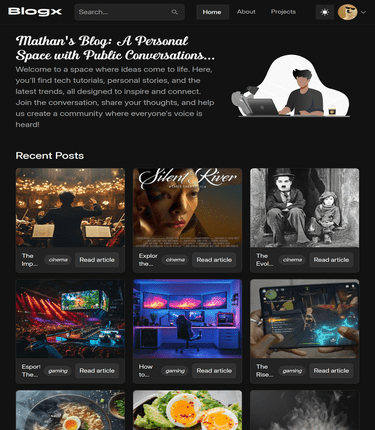 Blogx
Search...
Home
About
Projects
Mathan's Blog: A Personal
Space with Public Conversations...
Welcome to a space where ideas come to life. Here,
you'll find tech tutorials, personal stories, and the
latest trends, all designed to inspire and connect.
Join the conversation, share your thoughts, and help
us create a community where everyone's voice is
heard!
Recent Posts
Silent River
The
Imp...
cinema
Read article
Explor
the...
cinema
Read article
The
Evol...
cinema
Read article
Esport
The...
gaming
Read article
How
to...
gaming
Read article
The
Rise...
gaming
Read article